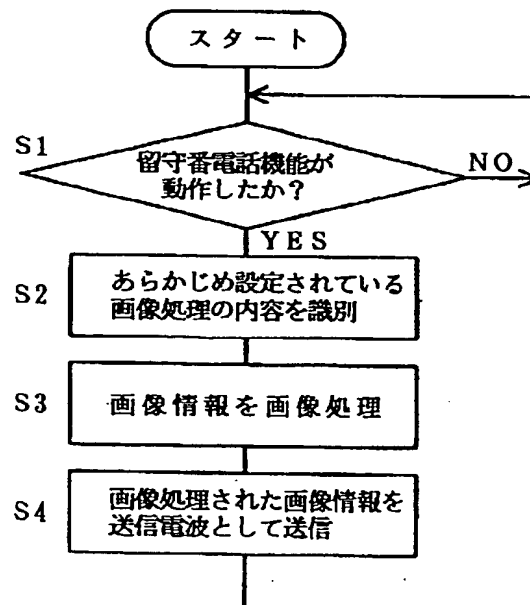 スタート
S1
留守番電話機能が
動作したか？
NO
YES
S2
あらかじめ設定されている
画像処理の内容を識別
S3
画像情報を画像処理
S4
画像処理された画像情報を
送信電波として送信